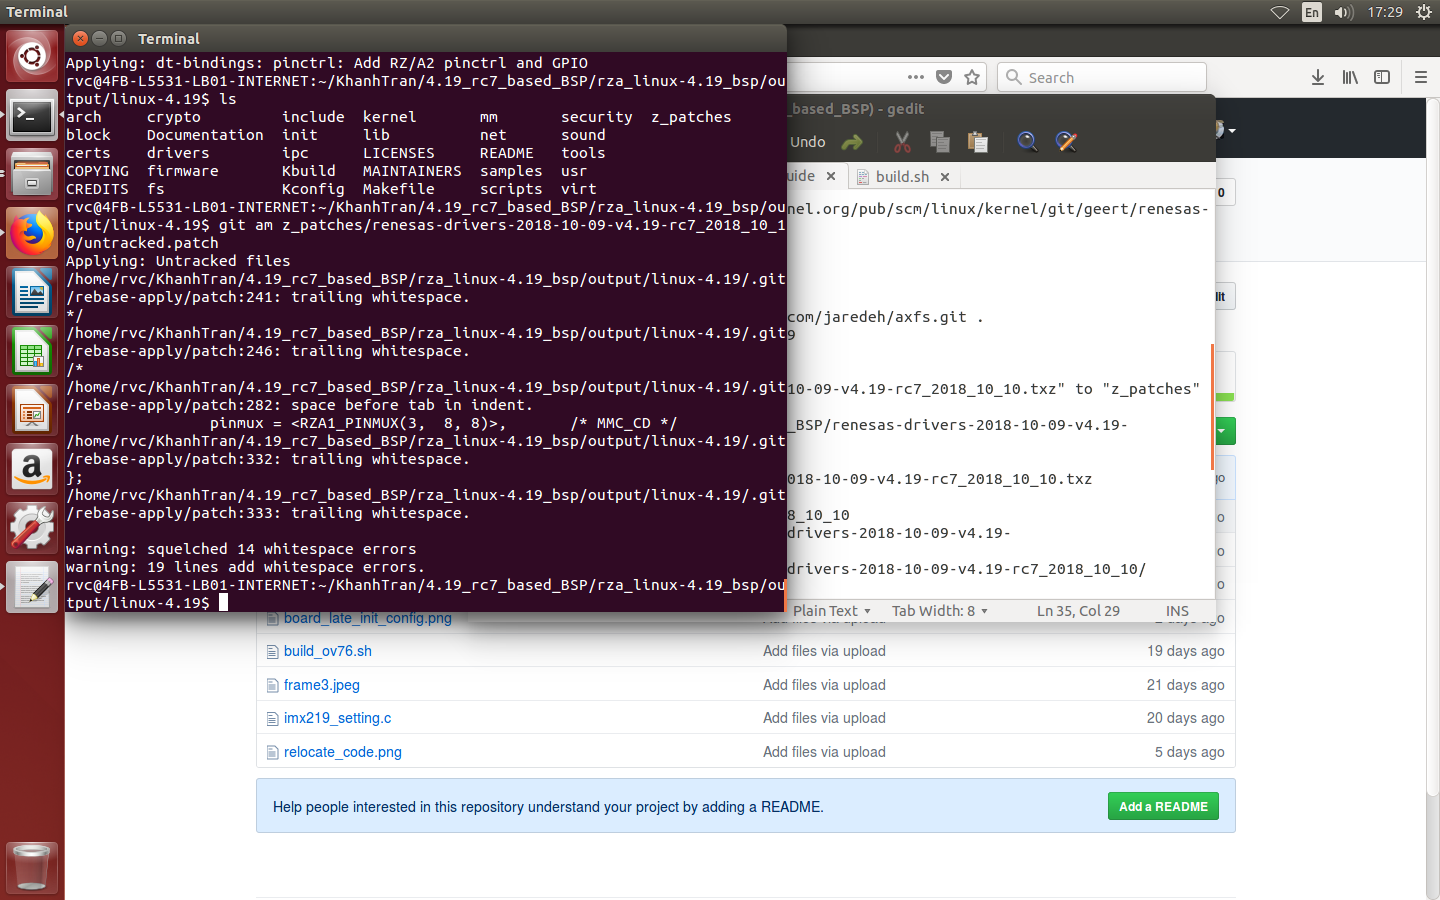 Terminal
En
17:29
Terminal
Applying: dt-bindings: pinctrl: Add RZ/A2 pinctrl and GPIO
rvc@4FB-L5531-LB01-INTERNET:~/KhanhTran/4.19_rc7_based_BSP/rza_linux-4.19_bsp/ou
tput/linux-4.19$ ls
arch crypto include kernel mm security z_patches
block Documentation init lib net sound
certs drivers ipc LICENSES README tools
COPYING firmware Kbuild MAINTAINERS samples usr
CREDITS fs Kconfig Makefile scripts virt
rvc@4FB-L5531-LB01-INTERNET:~/KhanhTran/4.19_rc7_based_BSP/rza_linux-4.19_bsp/ou
tput/linux-4.19$ git am z_patches/renesas-drivers-2018-10-09-v4.19-rc7_2018_10_1
0/untracked.patch
Applying: Untracked files
/home/rvc/KhanhTran/4.19_rc7_based_BSP/rza_linux-4.19_bsp/output/linux-4.19/.git
/rebase-apply/patch:241: trailing whitespace.
*/
/home/rvc/KhanhTran/4.19_rc7_based_BSP/rza_linux-4.19_bsp/output/linux-4.19/.git
/rebase-apply/patch:246: trailing whitespace.
/*
/home/rvc/KhanhTran/4.19_rc7_based_BSP/rza_linux-4.19_bsp/output/linux-4.19/.git
/rebase-apply/patch:282: space before tab in indent.
pinmux = <RZA1_PINMUX(3,  8, 8)>, /* MMC_CD */
/home/rvc/KhanhTran/4.19_rc7_based_BSP/rza_linux-4.19_bsp/output/linux-4.19/.git
/rebase-apply/patch:332: trailing whitespace.
};
/home/rvc/KhanhTran/4.19_rc7_based_BSP/rza_linux-4.19_bsp/output/linux-4.19/.git
/rebase-apply/patch:333: trailing whitespace.
warning: squelched 14 whitespace errors
warning: 19 lines add whitespace errors.
rvc@4FB-L5531-LB01-INTERNET:~/KhanhTran/4.19_rc7_based_BSP/rza_linux-4.19_bsp/ou
tput/linux-4.19$
Search
_based_BSP) - gedit
Undo
uide
build.sh
nel.org/pub/scm/linux/kernel/git/geert/renesas-
com/jaredeh/axfs.git .
9
10-09-v4.19-rc7_2018_10_10.txz" to "z_patches"
_BSP/renesas-drivers-2018-10-09-v4.19-
018-10-09-v4.19-rc7_2018_10_10.txz
8_10_10
drivers-2018-10-09-v4.19-
drivers-2018-10-09-v4.19-rc7_2018_10_10/
Plain Text Tab Width: 8 Ln 35, Col 29 INS
0
lit
go
o
o
o
o
board_late_init_config.png Add files via upload 2 days ago
build_ov76.sh Add files via upload 19 days ago
frame3.jpeg Add files via upload 21 days ago
imx219_setting.c Add files via upload 20 days ago
relocate_code.png Add files via upload 5 days ago
Help people interested in this repository understand your project by adding a README.
Add a README